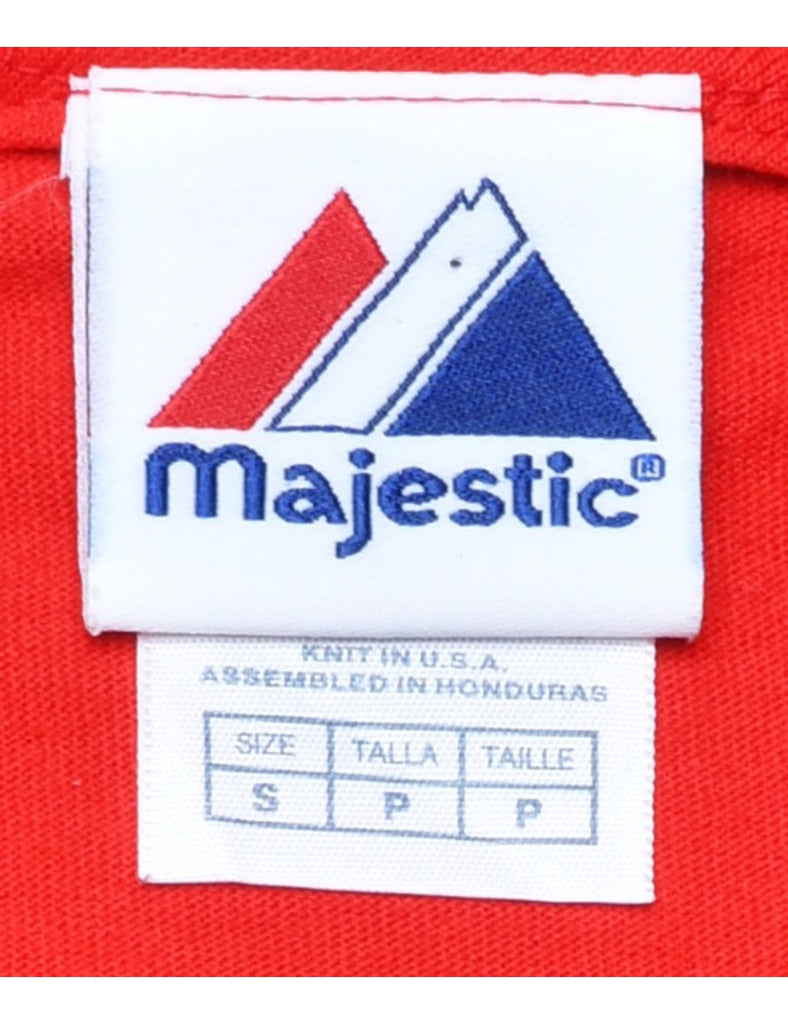 majestic®
KNIT IN U.S.A.
ASSEMBLED IN HONDURAS
SIZE TALLA TAILLE
S P P